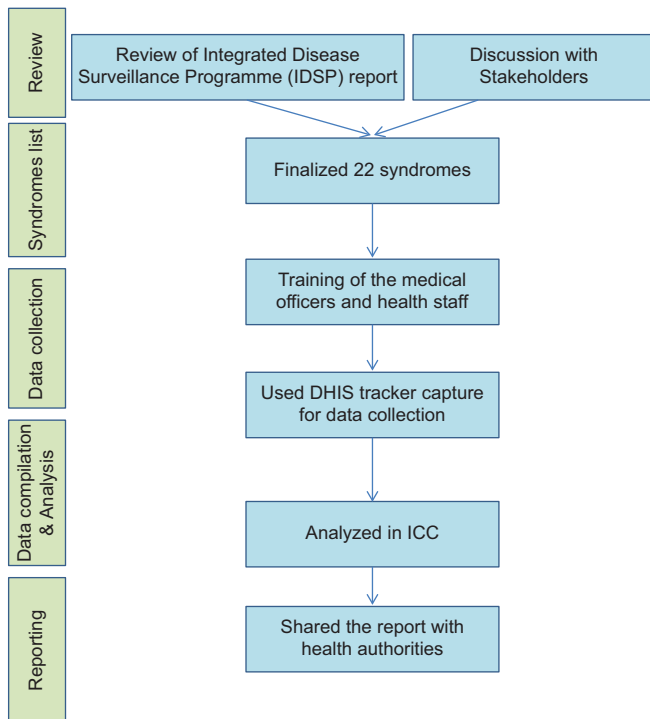 Review
Review of Integrated Disease
Surveillance Programme (IDSP) report
Discussion with
Stakeholders
Syndromes list
Finalized 22 syndromes
Data collection
Training of the medical
officers and health staff
Used DHIS tracker capture
for data collection
Data compilation
& Analysis
Analyzed in ICC
Reporting
Shared the report with
health authorities